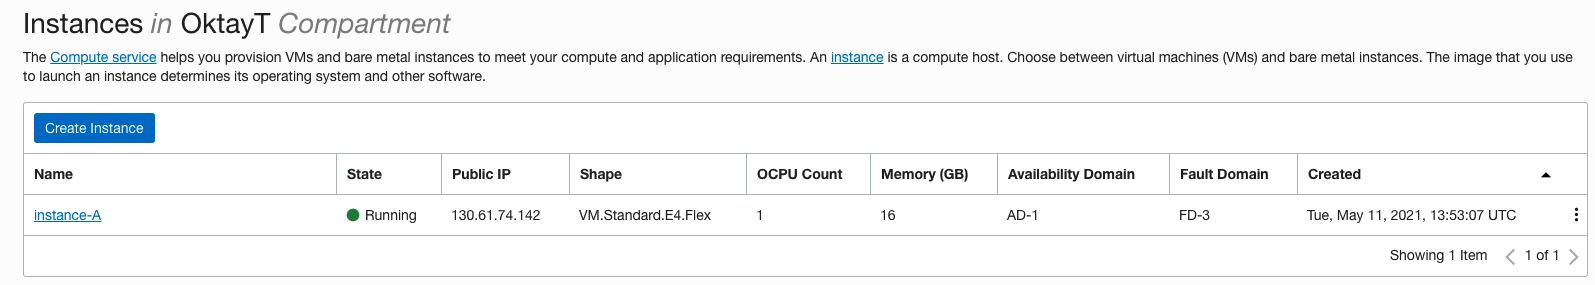 Instances in OktayT Compartment
The Compute service helps you provision VMs and bare metal instances to meet your compute and application requirements. An instance is a compute host. Choose between virtual machines (VMs) and bare metal instances. The image that you use
to launch an instance determines its operating system and other software.
Create Instance
Name State Public IP Shape OCPU Count Memory (GB) Availability Domain Fault Domain Created
instance-A Running 130.61.74.142 VM.Standard.E4.Flex 1 16 AD-1 FD-3 Tue, May 11, 2021, 13:53:07 UTC
Showing 1 Item 1 of 1